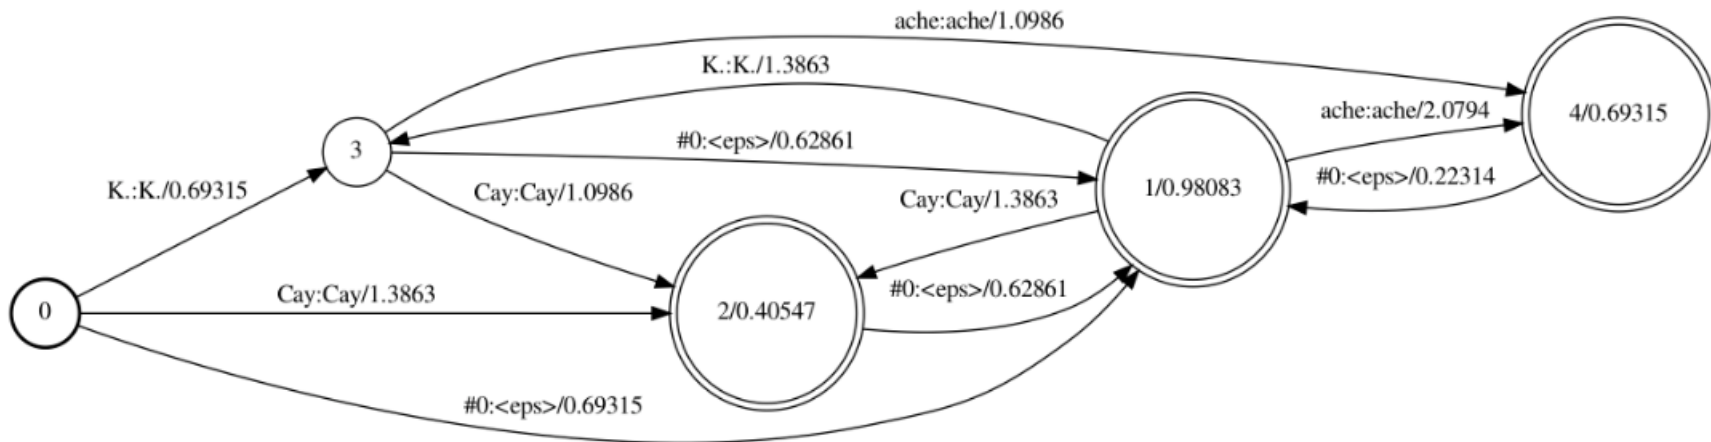 ache:ache/1.0986
K.:K./1.3863
ache:ache/2.0794
4/0.69315
3
#0:<eps>/0.62861
K.:K./0.69315
Cay:Cay/1.0986
Cay:Cay/1.3863
1/0.98083
#0:<eps>/0.22314
0
Cay:Cay/1.3863
2/0.40547
#0:<eps>/0.62861
#0:<eps>/0.69315